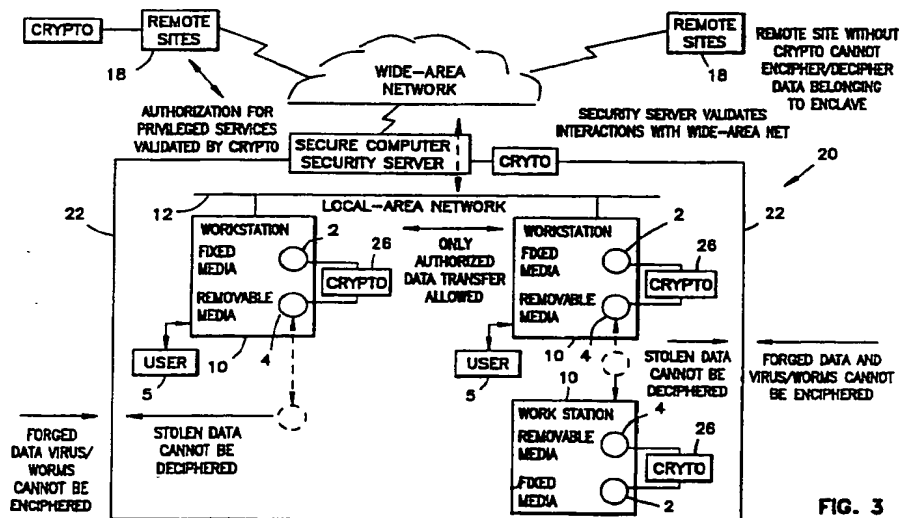 CRYPTO
REMOTE
SITES
18
WIDE-AREA
NETWORK
REMOTE
SITES
18
REMOTE SITE WITHOUT
CRYPTO CANNOT
ENCIPHER/DECIPHER
DATA BELONGING
TO ENCLAVE
AUTHORIZATION FOR
PRIVILEGED SERVICES
VALIDATED BY CRYPTO
SECURITY SERVER VALIDATES
INTERACTIONS WITH WIDE-AREA NET
SECURE COMPUTER
SECURITY SERVER
CRYTO
20
22
12
LOCAL-AREA NETWORK
22
WORKSTATION
2
FIXED
MEDIA
26
CRYPTO
REMOVABLE
MEDIA
4
10
USER
5
ONLY
AUTHORIZED
DATA TRANSFER
ALLOWED
WORKSTATION
2
FIXED
MEDIA
26
CRYPTO
REMOVABLE
MEDIA
4
10
USER
5
STOLEN DATA
CANNOT BE
DECIPHERED
FORGED DATA AND
VIRUS/WORMS CANNOT
BE ENCIPHERED
FORGED
DATA VIRUS/
WORMS
CANNOT BE
ENCIPHERED
STOLEN DATA
CANNOT BE
DECIPHERED
10
WORK STATION
4
REMOVABLE
MEDIA
26
CRYTO
FIXED
MEDIA
2
FIG. 3